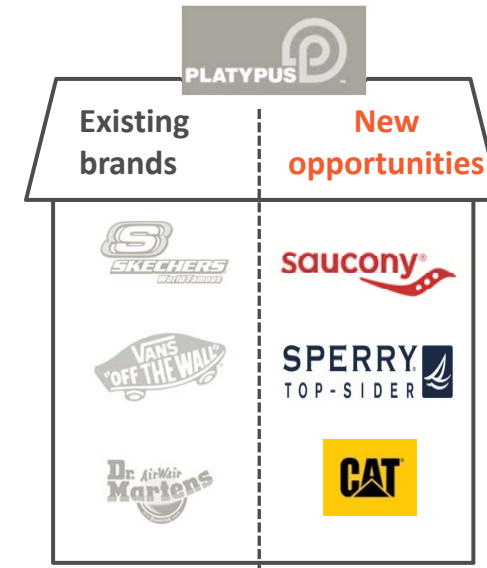 PLATYPUS™
Existing
brands
New
opportunities
S
SKECHERS
World Famous
saucony®
VANS
"OFF THE WALL"
SPERRY®
TOP-SIDER
Dr. AirWair
Martens
CAT